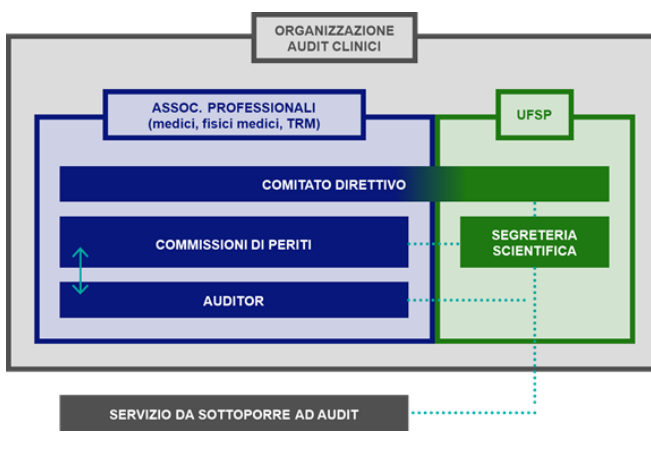 ORGANIZZAZIONE
AUDIT CLINICI
ASSOC. PROFESSIONALI
(medici, fisici medici, TRM)
UFSP
COMITATO DIRETTIVO
COMMISSIONI DI PERITI
SEGRETERIA
SCIENTIFICA
AUDITOR
SERVIZIO DA SOTTOPORRE AD AUDIT